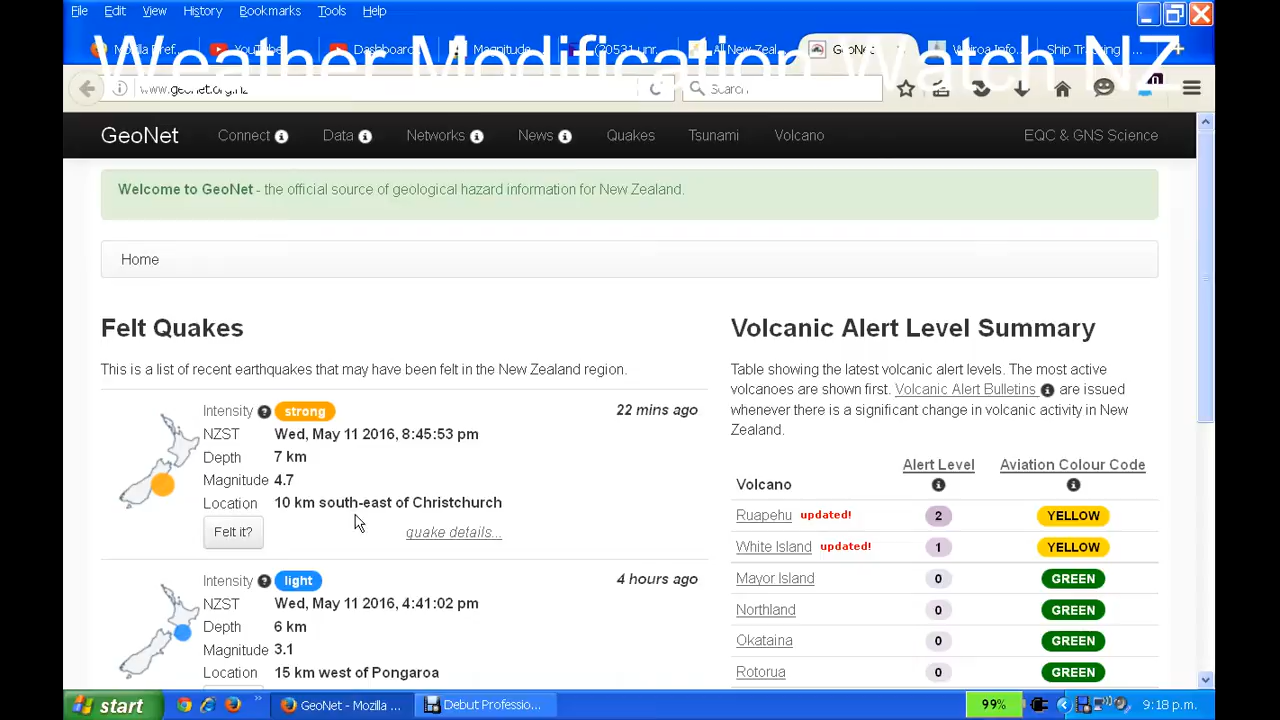 File Edit View History Bookmarks Tools Help
Weather Modification Watch NZ
www.geonet.org.nz Search
GeoNet Connect Data Networks News Quakes Tsunami Volcano EQC & GNS Science
Welcome to GeoNet - the official source of geological hazard information for New Zealand.
Home
Felt Quakes
This is a list of recent earthquakes that may have been felt in the New Zealand region.
Intensity ? strong 22 mins ago
NZST Wed, May 11 2016, 8:45:53 pm
Depth 7 km
Magnitude 4.7
Location 10 km south-east of Christchurch
Felt it? quake details...
Intensity ? light 4 hours ago
NZST Wed, May 11 2016, 4:41:02 pm
Depth 6 km
Magnitude 3.1
Location 15 km west of Pongaroa
Volcanic Alert Level Summary
Table showing the latest volcanic alert levels. The most active
volcanoes are shown first. Volcanic Alert Bulletins are issued
whenever there is a significant change in volcanic activity in New
Zealand.
Volcano Alert Level Aviation Colour Code
Ruapehu updated! 2 YELLOW
White Island updated! 1 YELLOW
Mayor Island 0 GREEN
Northland 0 GREEN
Okataina 0 GREEN
Rotorua 0 GREEN
start GeoNet - Mozilla ... Debut Professio... 99% 9:18 p.m.